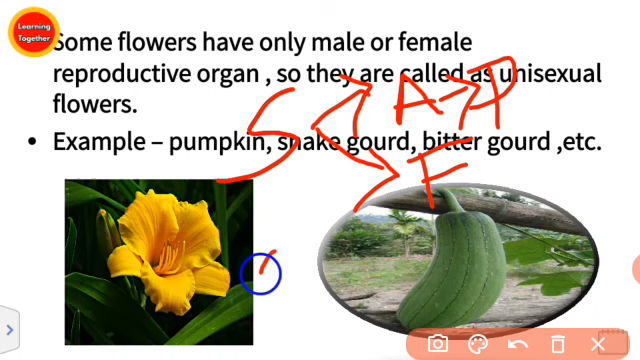 Learning
Together
Some flowers have only male or female
reproductive organ , so they are called as unisexual
flowers.
• Example – pumpkin, snake gourd, bitter gourd ,etc.
S
A → P
F